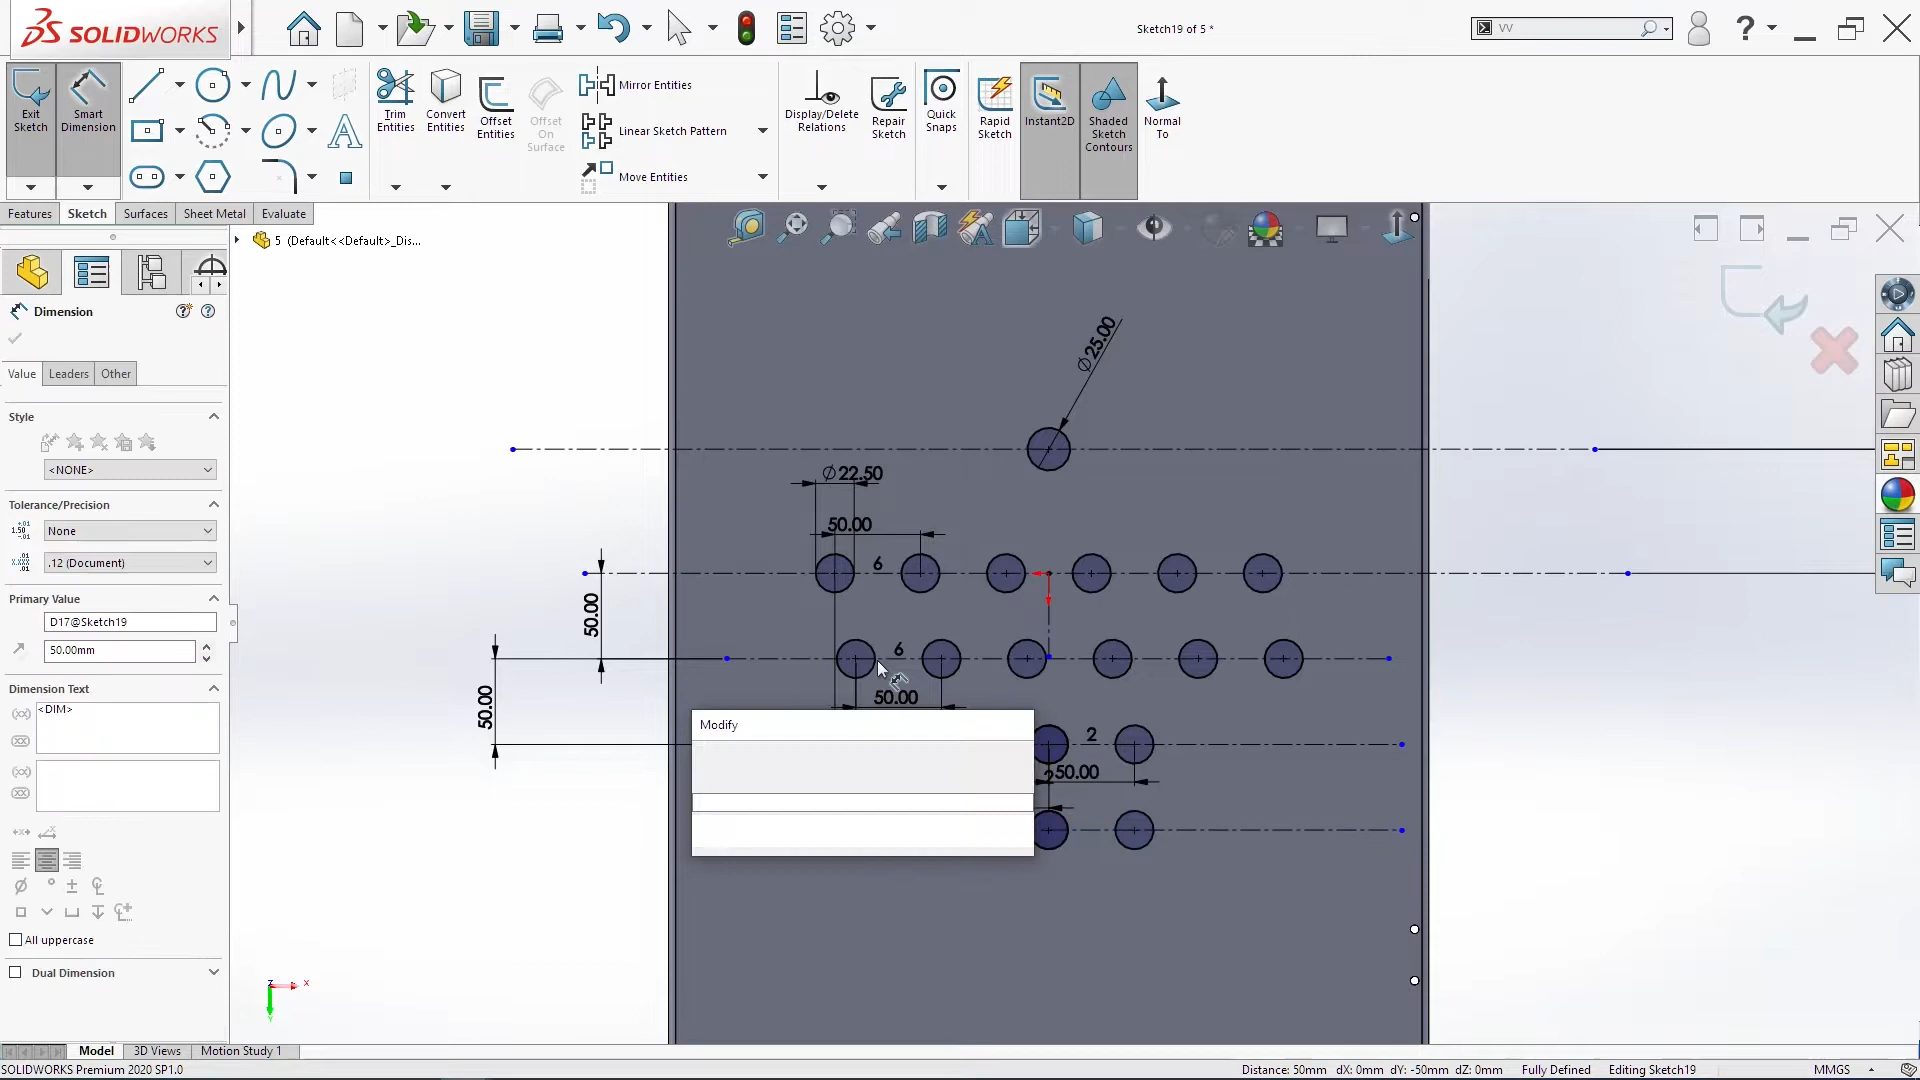 SOLIDWORKS
Sketch19 of 5 *
VV
?
Exit Sketch
Smart Dimension
Trim Entities
Convert Entities
Offset Entities
Offset On Surface
Mirror Entities
Linear Sketch Pattern
Move Entities
Display/Delete Relations
Repair Sketch
Quick Snaps
Rapid Sketch
Instant2D
Shaded Sketch Contours
Normal To
Features
Sketch
Surfaces
Sheet Metal
Evaluate
5 (Default<<Default>_Dis...
Dimension
Value
Leaders
Other
Style
<NONE>
Tolerance/Precision
None
.12 (Document)
Primary Value
D17@Sketch19
50.00mm
Dimension Text
<DIM>
All uppercase
Dual Dimension
Ø25.00
Ø22.50
50.00
6
50.00
6
50.00
50.00
2
50.00
2
Modify
Z
X
Y
Model
3D Views
Motion Study 1
SOLIDWORKS Premium 2020 SP1.0
Distance: 50mm dX: 0mm dY: -50mm dZ: 0mm
Fully Defined
Editing Sketch19
MMGS